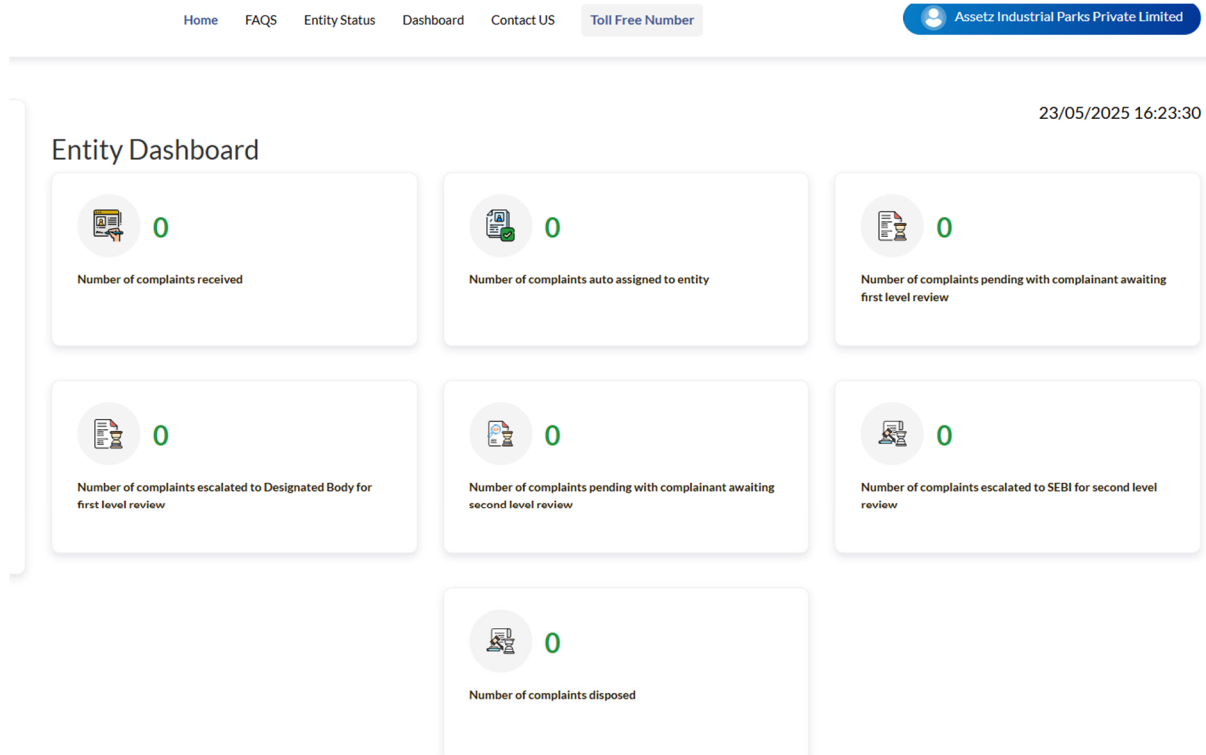 Home FAQS Entity Status Dashboard Contact US Toll Free Number Assetz Industrial Parks Private Limited
23/05/2025 16:23:30
Entity Dashboard
0
Number of complaints received
0
Number of complaints auto assigned to entity
0
Number of complaints pending with complainant awaiting
first level review
0
Number of complaints escalated to Designated Body for
first level review
0
Number of complaints pending with complainant awaiting
second level review
0
Number of complaints escalated to SEBI for second level
review
0
Number of complaints disposed